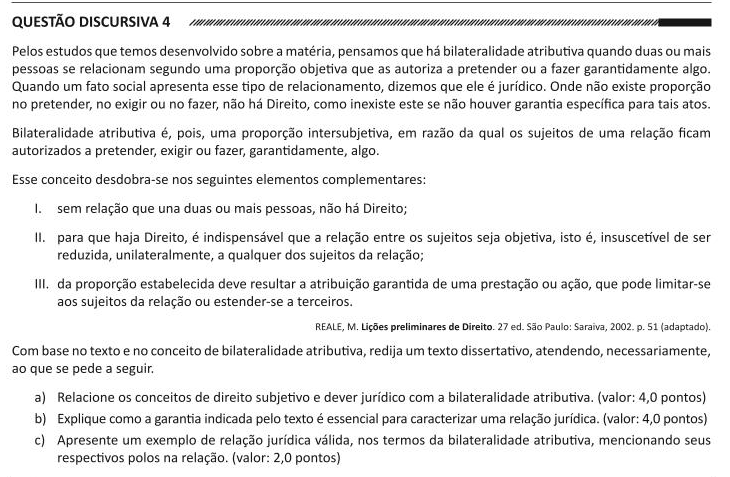 QUESTÃO DISCURSIVA 4
Pelos estudos que temos desenvolvido sobre a matéria, pensamos que há bilateralidade atributiva quando duas ou mais
pessoas se relacionam segundo uma proporção objetiva que as autoriza a pretender ou a fazer garantidamente algo.
Quando um fato social apresenta esse tipo de relacionamento, dizemos que ele é jurídico. Onde não existe proporção
no pretender, no exigir ou no fazer, não há Direito, como inexiste este se não houver garantia específica para tais atos.
Bilateralidade atributiva é, pois, uma proporção intersubjetiva, em razão da qual os sujeitos de uma relação ficam
autorizados a pretender, exigir ou fazer, garantidamente, algo.
Esse conceito desdobra-se nos seguintes elementos complementares:
I. sem relação que una duas ou mais pessoas, não há Direito;
II. para que haja Direito, é indispensável que a relação entre os sujeitos seja objetiva, isto é, insuscetível de ser
reduzida, unilateralmente, a qualquer dos sujeitos da relação;
III. da proporção estabelecida deve resultar a atribuição garantida de uma prestação ou ação, que pode limitar-se
aos sujeitos da relação ou estender-se a terceiros.
REALE, M. Lições preliminares de Direito. 27 ed. São Paulo: Saraiva, 2002. p. 51 (adaptado).
Com base no texto e no conceito de bilateralidade atributiva, redija um texto dissertativo, atendendo, necessariamente,
ao que se pede a seguir.
a) Relacione os conceitos de direito subjetivo e dever jurídico com a bilateralidade atributiva. (valor: 4,0 pontos)
b) Explique como a garantia indicada pelo texto é essencial para caracterizar uma relação jurídica. (valor: 4,0 pontos)
c) Apresente um exemplo de relação jurídica válida, nos termos da bilateralidade atributiva, mencionando seus
respectivos polos na relação. (valor: 2,0 pontos)